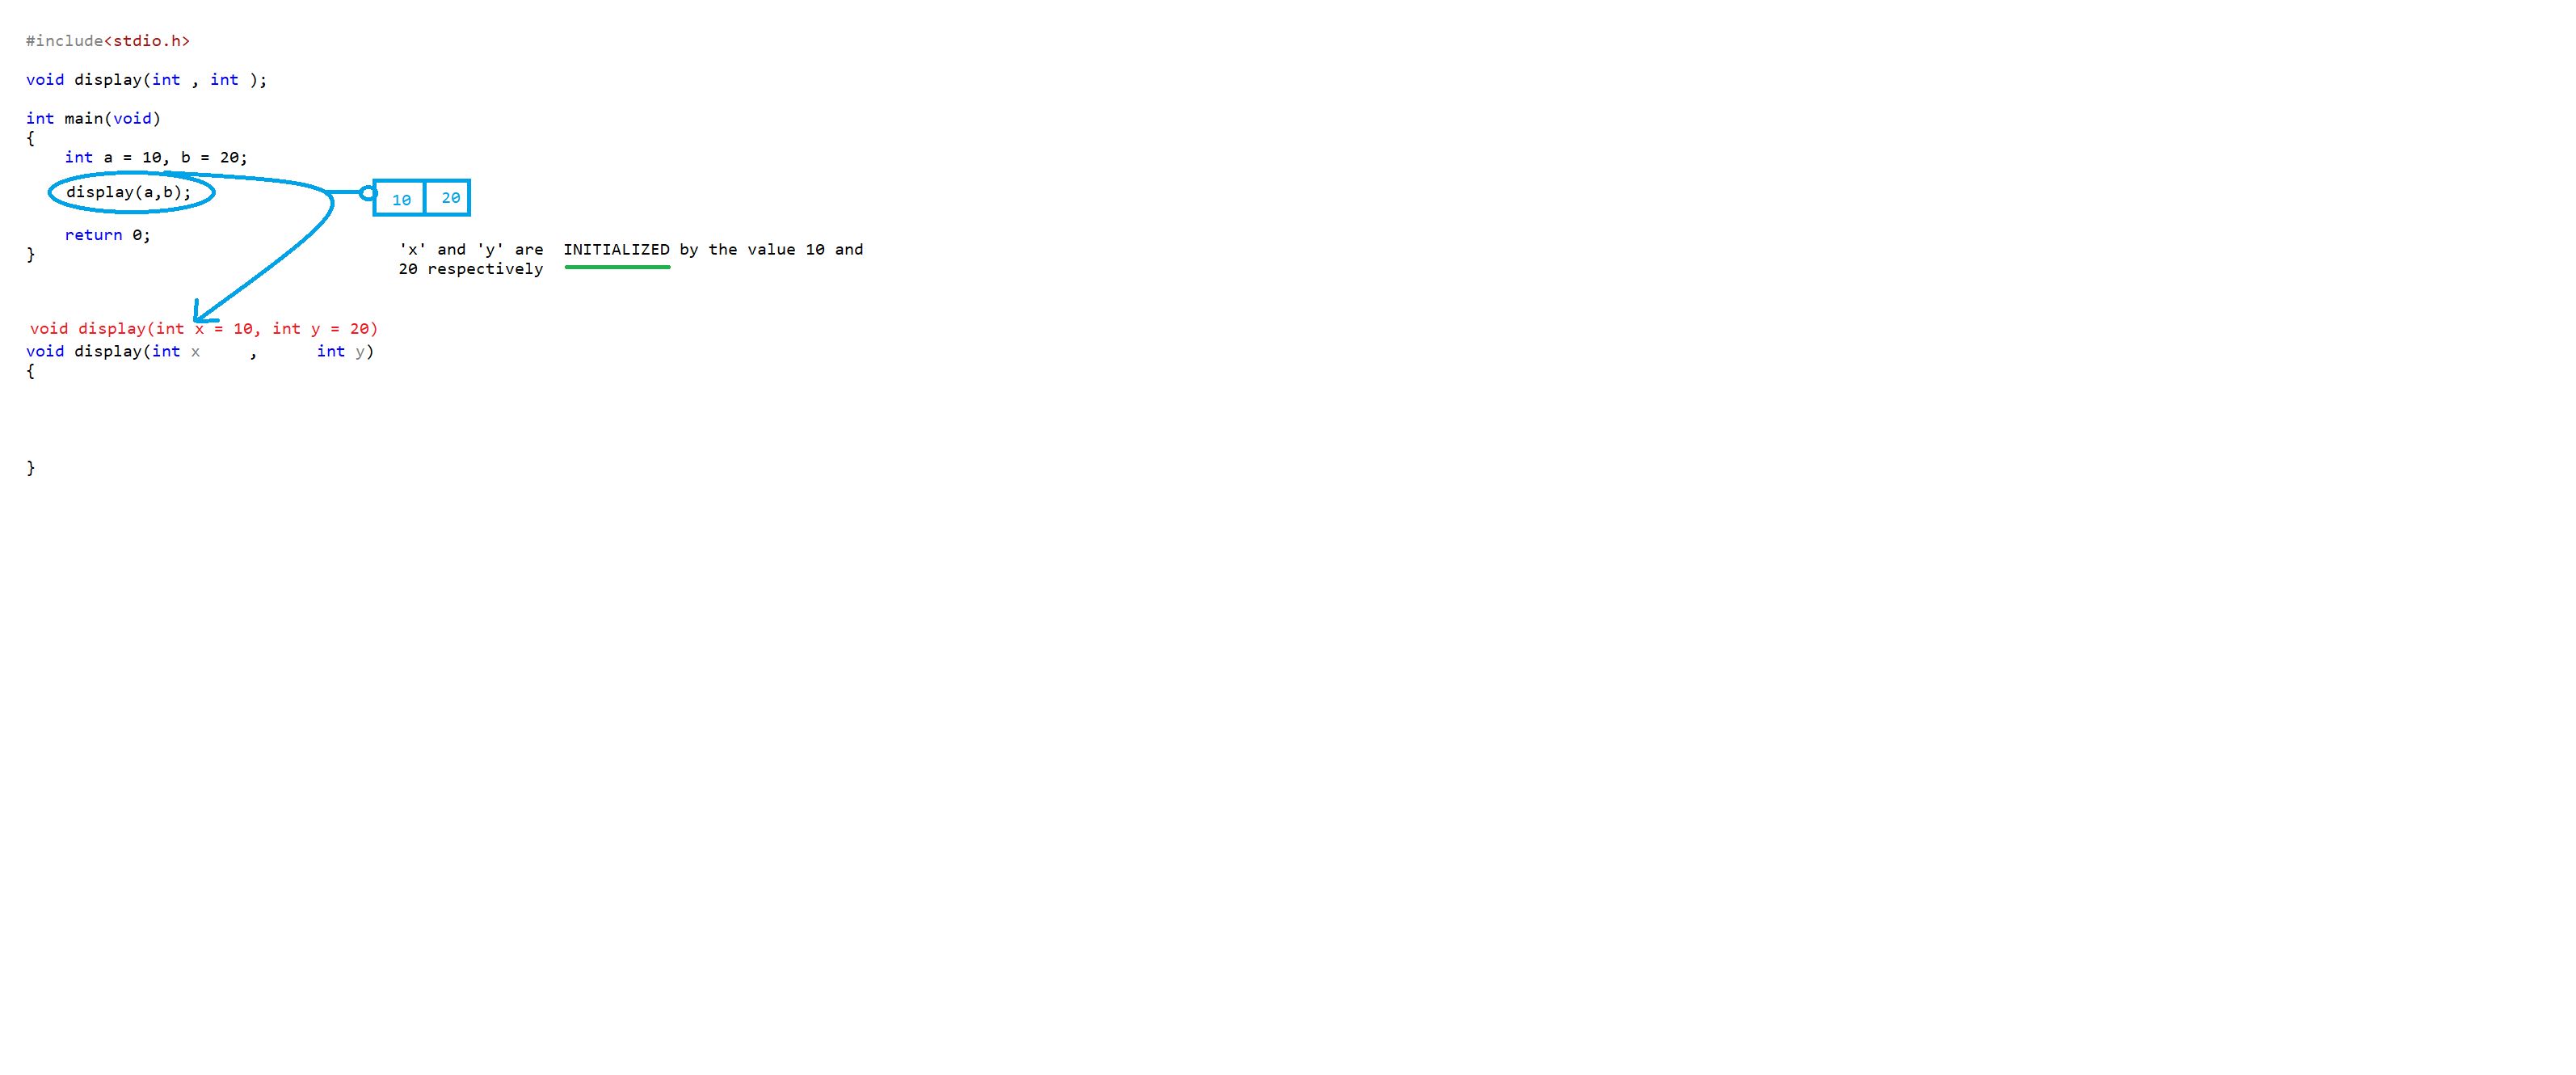 #include<stdio.h>
void display(int , int );
int main(void)
{
int a = 10, b = 20;
display(a,b);
10 20
return 0;
}
'x' and 'y' are INITIALIZED by the value 10 and
20 respectively
void display(int x = 10, int y = 20)
void display(int x , int y)
{
}